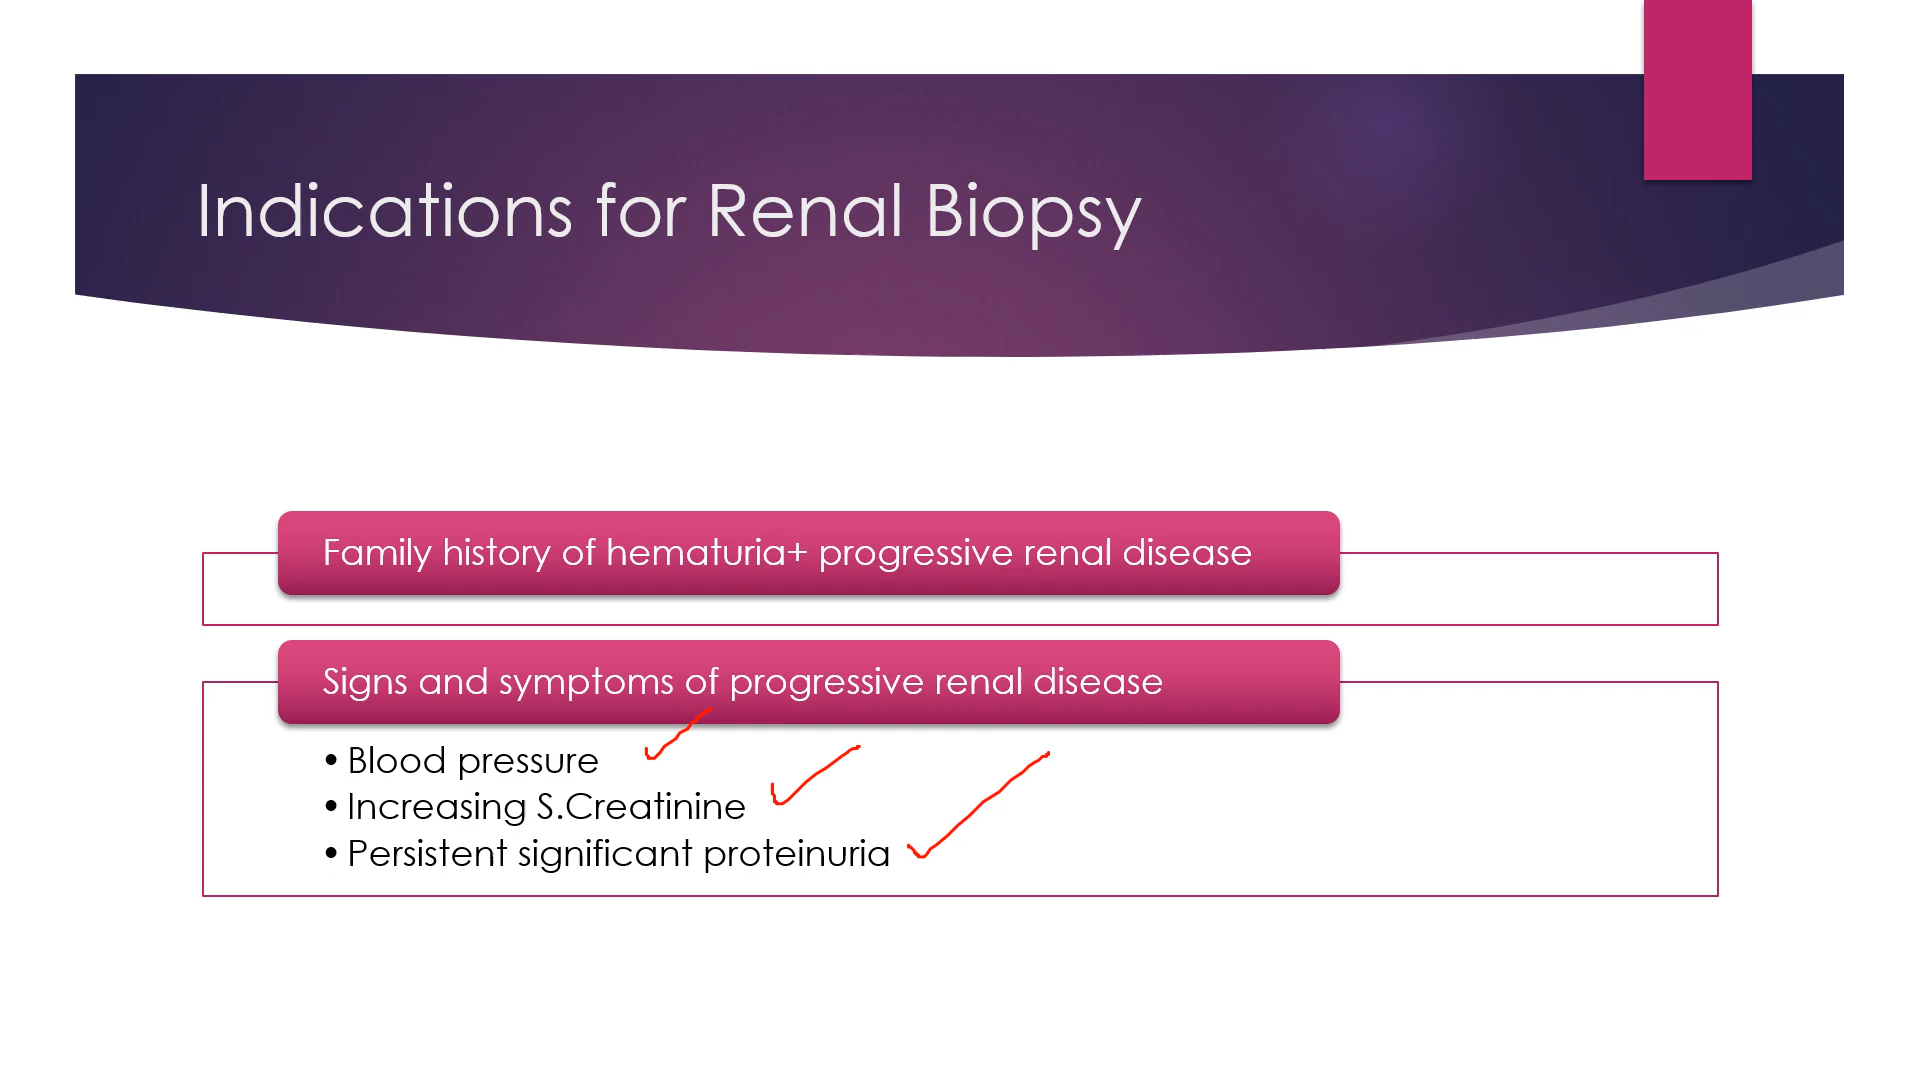 Indications for Renal Biopsy
Family history of hematuria+ progressive renal disease
Signs and symptoms of progressive renal disease
• Blood pressure
• Increasing S.Creatinine
• Persistent significant proteinuria